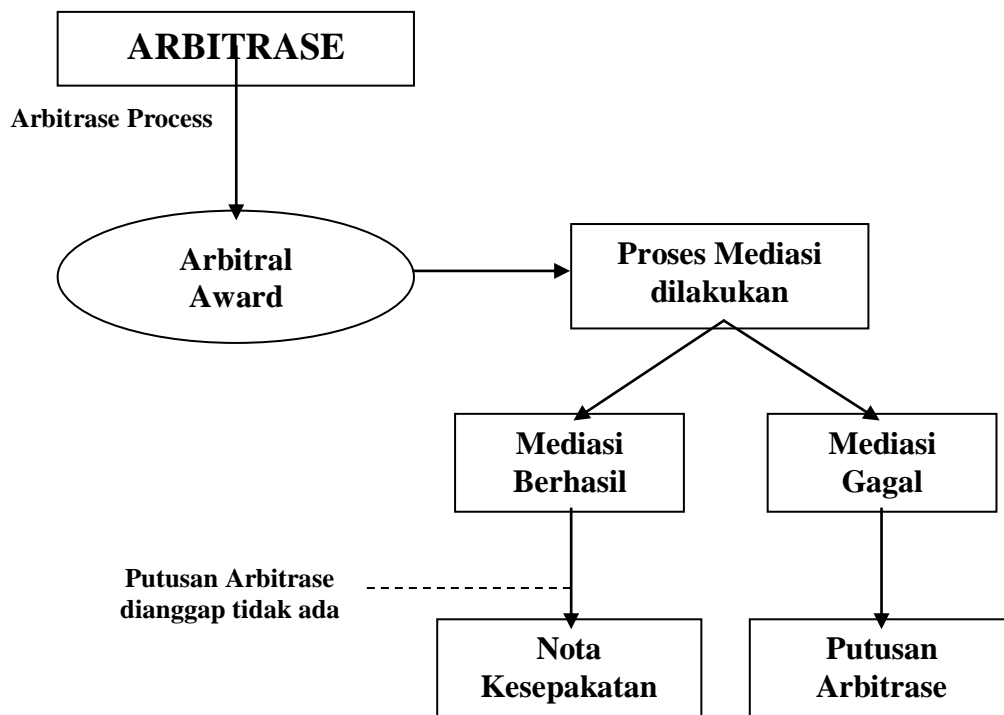 ARBITRASE
Arbitrase Process
Arbitral
Award
Proses Mediasi
dilakukan
Mediasi
Berhasil
Mediasi
Gagal
Putusan Arbitrase
dianggap tidak ada
Nota
Kesepakatan
Putusan
Arbitrase